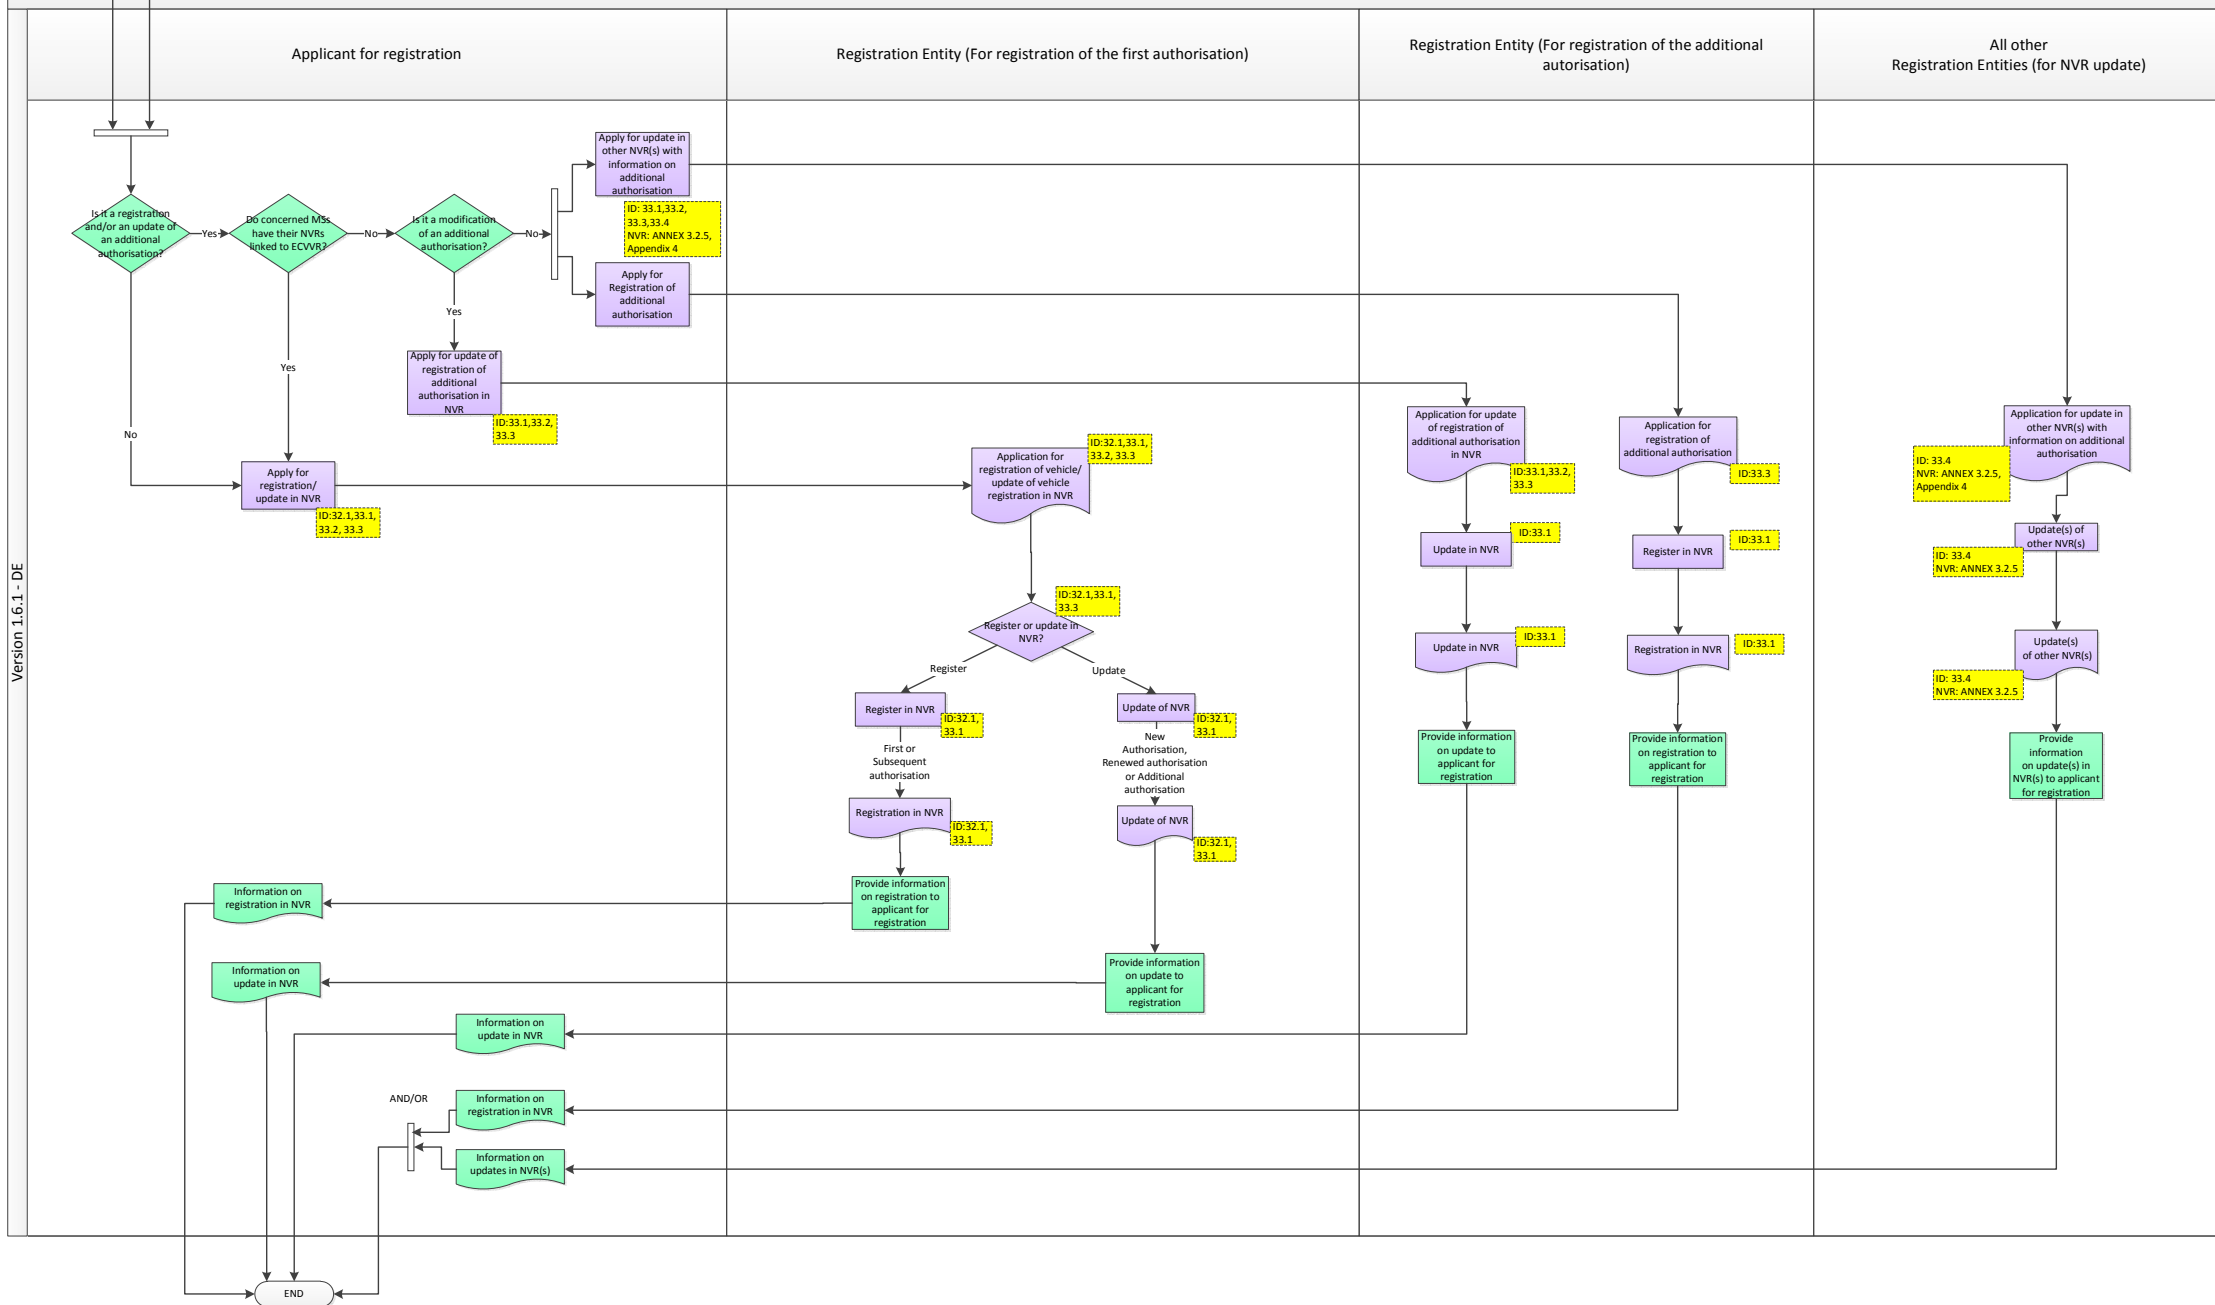 Version 1.6.1 - DE
Applicant for registration
Registration Entity (For registration of the first authorisation)
Registration Entity (For registration of the additional
autorisation)
All other
Registration Entities (for NVR update)
Is it a registration
and/or an update of
an additional
authorisation?
Yes
Do concerned MSs
have their NVRs
linked to ECVVR?
No
Is it a modification
of an additional
authorisation?
No
Apply for update in
other NVR(s) with
information on
additional
authorisation
ID: 33.1,33.2,
33.3,33.4
NVR: ANNEX 3.2.5,
Appendix 4
Apply for
Registration of
additional
authorisation
Yes
Yes
No
Apply for update of
registration of
additional
authorisation in
NVR
ID:33.1,33.2,
33.3
Apply for
registration/
update in NVR
ID:32.1,33.1,
33.2, 33.3
Application for
registration of vehicle/
update of vehicle
registration in NVR
ID:32.1,33.1,
33.2, 33.3
Register or update in
NVR?
ID:32.1,33.1,
33.3
Register
Update
Register in NVR
ID:32.1,
33.1
First or
Subsequent
authorisation
Registration in NVR
ID:32.1,
33.1
Provide information
on registration to
applicant for
registration
Update of NVR
ID:32.1,
33.1
New
Authorisation,
Renewed authorisation
or Additional
authorisation
Update of NVR
ID:32.1,
33.1
Provide information
on update to
applicant for
registration
Application for update
of registration of
additional authorisation
in NVR
ID:33.1,33.2,
33.3
Update in NVR
ID:33.1
Update in NVR
ID:33.1
Provide information
on update to
applicant for
registration
Application for
registration of
additional authorisation
ID:33.3
Register in NVR
ID:33.1
Registration in NVR
ID:33.1
Provide information
on registration to
applicant for
registration
Application for update in
other NVR(s) with
information on additional
authorisation
ID: 33.4
NVR: ANNEX 3.2.5,
Appendix 4
Update(s) of
other NVR(s)
ID: 33.4
NVR: ANNEX 3.2.5
Update(s)
of other NVR(s)
ID: 33.4
NVR: ANNEX 3.2.5
Provide
information
on update(s) in
NVR(s) to applicant
for registration
Information on
registration in NVR
Information on
update in NVR
Information on
update in NVR
AND/OR
Information on
registration in NVR
Information on
updates in NVR(s)
END